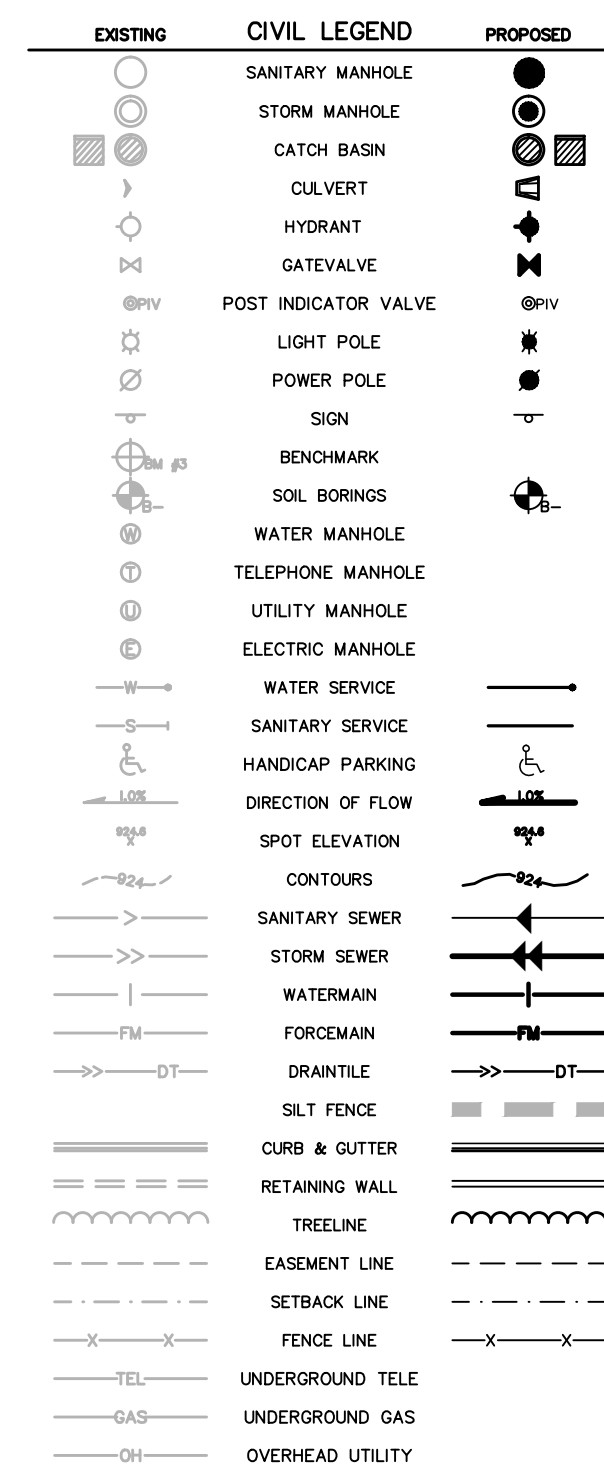 EXISTING CIVIL LEGEND PROPOSED
SANITARY MANHOLE
STORM MANHOLE
CATCH BASIN
CULVERT
HYDRANT
GATEVALVE
PIV POST INDICATOR VALVE PIV
LIGHT POLE
POWER POLE
SIGN
BM #3 BENCHMARK
B- SOIL BORINGS B-
W WATER MANHOLE
T TELEPHONE MANHOLE
U UTILITY MANHOLE
E ELECTRIC MANHOLE
W WATER SERVICE
S SANITARY SERVICE
HANDICAP PARKING
1.0% DIRECTION OF FLOW 1.0%
924.6 X SPOT ELEVATION 924.6 X
924 CONTOURS 924
> SANITARY SEWER
>> STORM SEWER
WATERMAIN
FM FORCEMAIN FM
>> DT DRAINTILE >> DT
SILT FENCE
CURB & GUTTER
RETAINING WALL
TREELINE
EASEMENT LINE
SETBACK LINE
X X FENCE LINE X X
TEL UNDERGROUND TELE
GAS UNDERGROUND GAS
OH OVERHEAD UTILITY